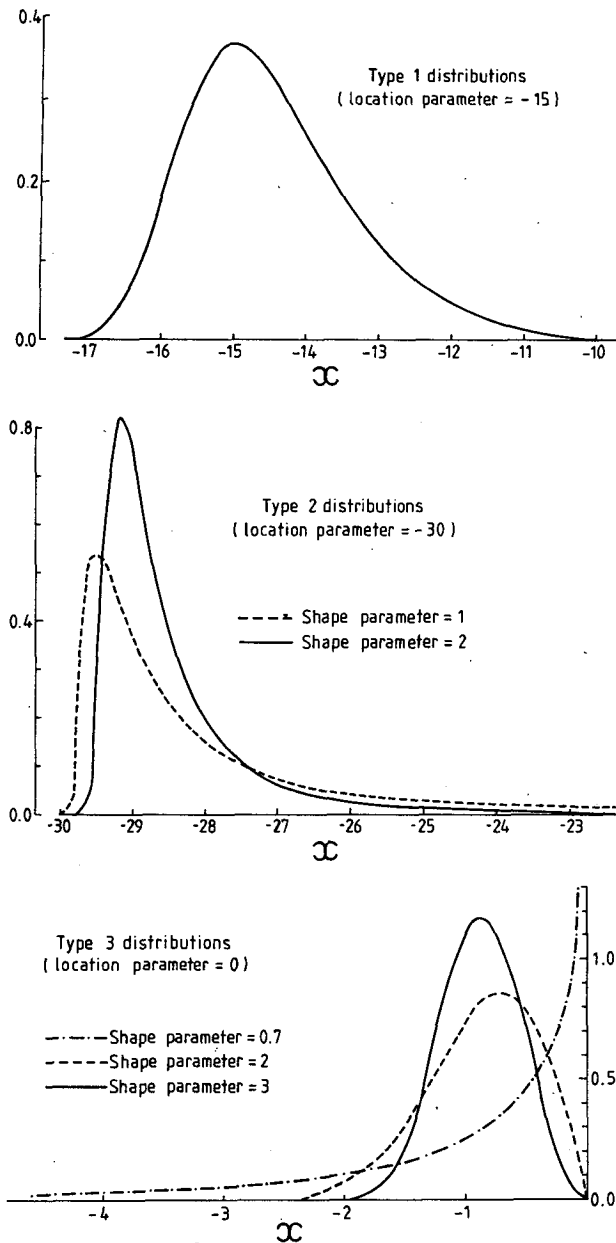 0.4
Type 1 distributions
( location parameter = -15)
0.2
0.0
-17 -16 -15 -14 -13 -12 -11 -10
x
0.8
Type 2 distributions
( location parameter = -30)
0.4
Shape parameter = 1
Shape parameter = 2
0.0
-30 -29 -28 -27 -26 -25 -24 -23
x
Type 3 distributions
( location parameter = 0)
1.0
Shape parameter = 0.7
Shape parameter = 2
Shape parameter = 3
0.5
0.0
-4 -3 -2 -1
x